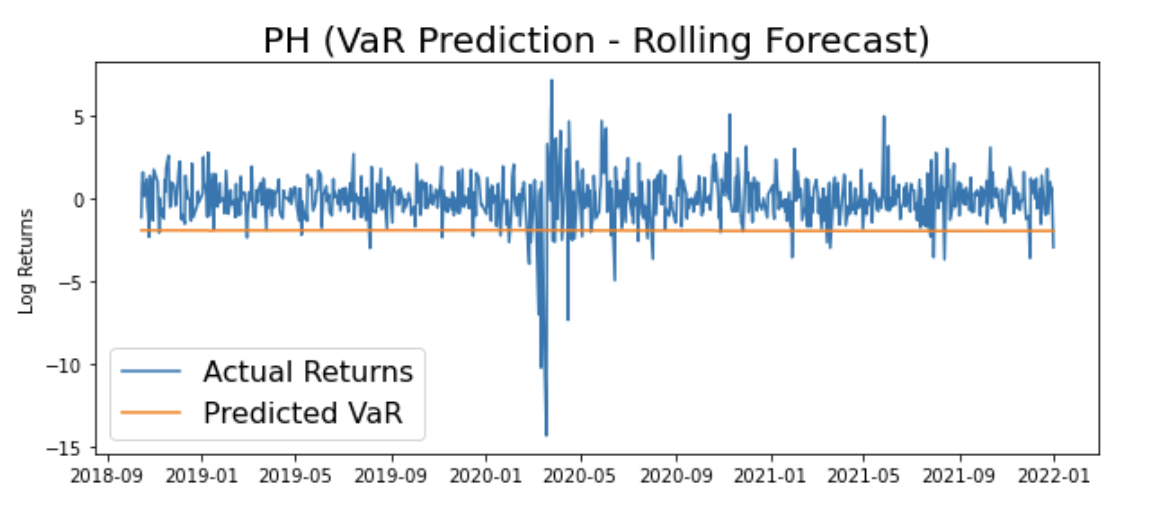 PH (VaR Prediction - Rolling Forecast)
Log Returns
5
0
−5
−10
−15
Actual Returns
Predicted VaR
2018-09 2019-01 2019-05 2019-09 2020-01 2020-05 2020-09 2021-01 2021-05 2021-09 2022-01